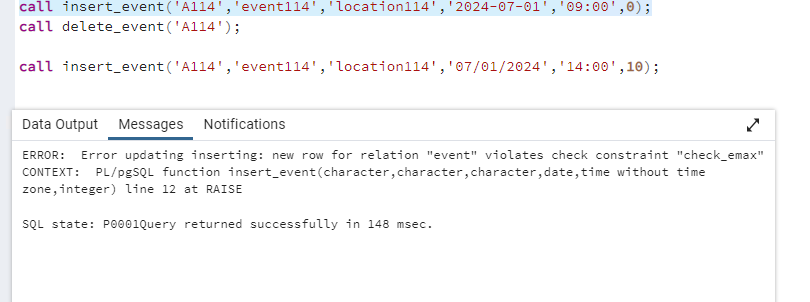 call insert_event('A114','event114','location114','2024-07-01','09:00',0);
call delete_event('A114');
call insert_event('A114','event114','location114','07/01/2024','14:00',10);
Data Output Messages Notifications
ERROR:  Error updating inserting: new row for relation "event" violates check constraint "check_emax"
CONTEXT:  PL/pgSQL function insert_event(character,character,character,date,time without time
zone,integer) line 12 at RAISE
SQL state: P0001Query returned successfully in 148 msec.